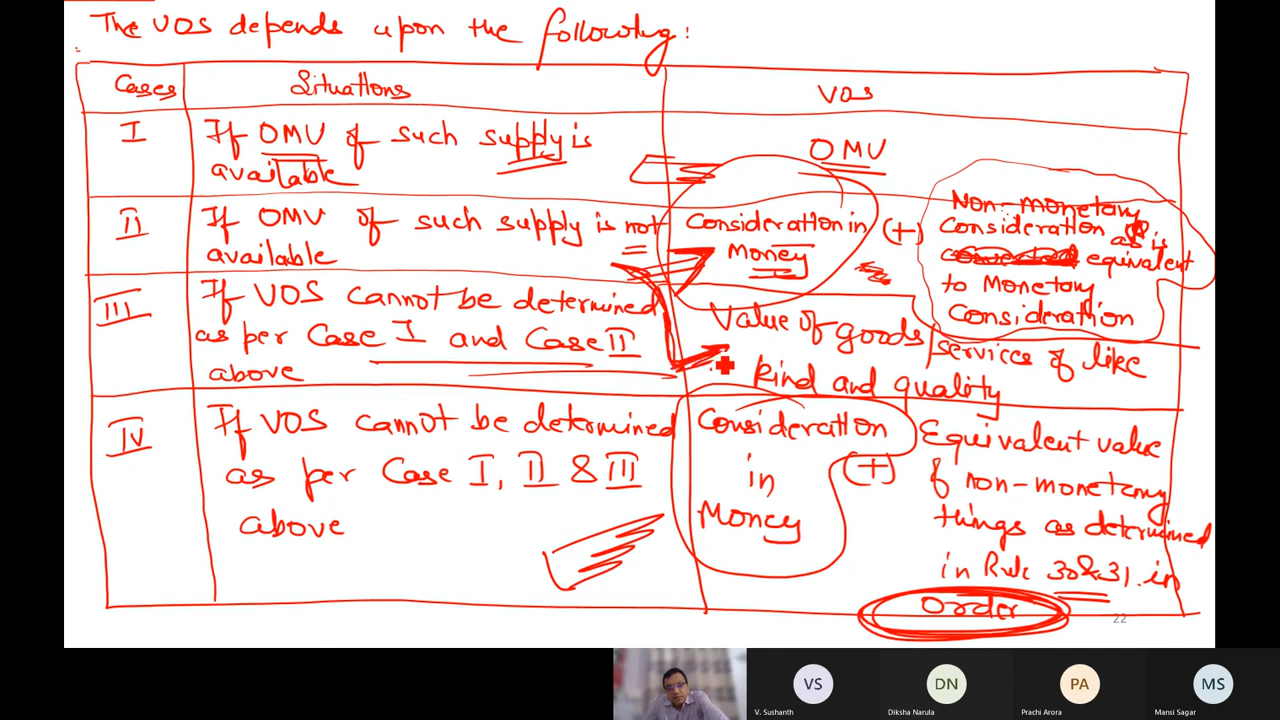 The VOS depends upon the following:
Cases Situations VOS
I If OMV of such supply is
available
OMV
II If OMV of such supply is not
available
Consideration in
Money
(+)
Non-monetary
Consideration as is
equivalent
to Monetary
Consideration
III If VOS cannot be determined
as per Case I and Case II
above
Value of goods/services of like
kind and quality
IV If VOS cannot be determined
as per Case I, II & III
above
Consideration
in
Money
(+)
Equivalent value
of non-monetary
things as determined
in Rule 30&31 in
Order
22
VS DN PA MS
V. Sushanth Diksha Narula Prachi Arora Mansi Sagar